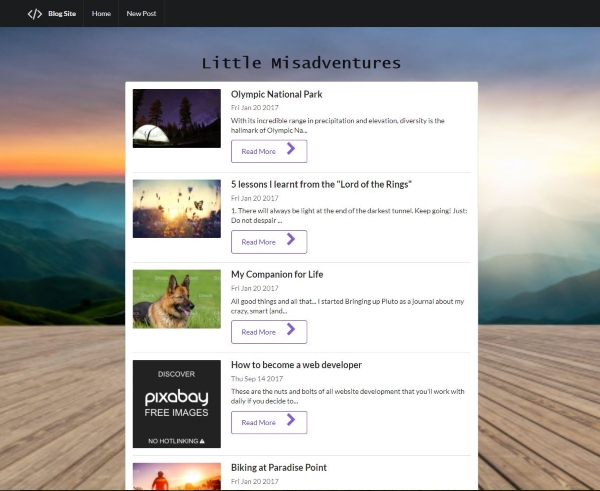 </> Blog Site Home New Post
Little Misadventures
Olympic National Park
Fri Jan 20 2017
With its incredible range in precipitation and elevation, diversity is the
hallmark of Olympic Na...
Read More
5 lessons I learnt from the "Lord of the Rings"
Fri Jan 20 2017
1. There will always be light at the end of the darkest tunnel. Keep going! Just:
Do not despair ...
Read More
My Companion for Life
Fri Jan 20 2017
All good things and all that... I started Bringing up Pluto as a journal about my
crazy, smart (and...
Read More
DISCOVER
pixabay
FREE IMAGES
NO HOTLINKING
How to become a web developer
Thu Sep 14 2017
These are the nuts and bolts of all website development that you'll work with
daily if you decide to...
Read More
Biking at Paradise Point
Fri Jan 20 2017